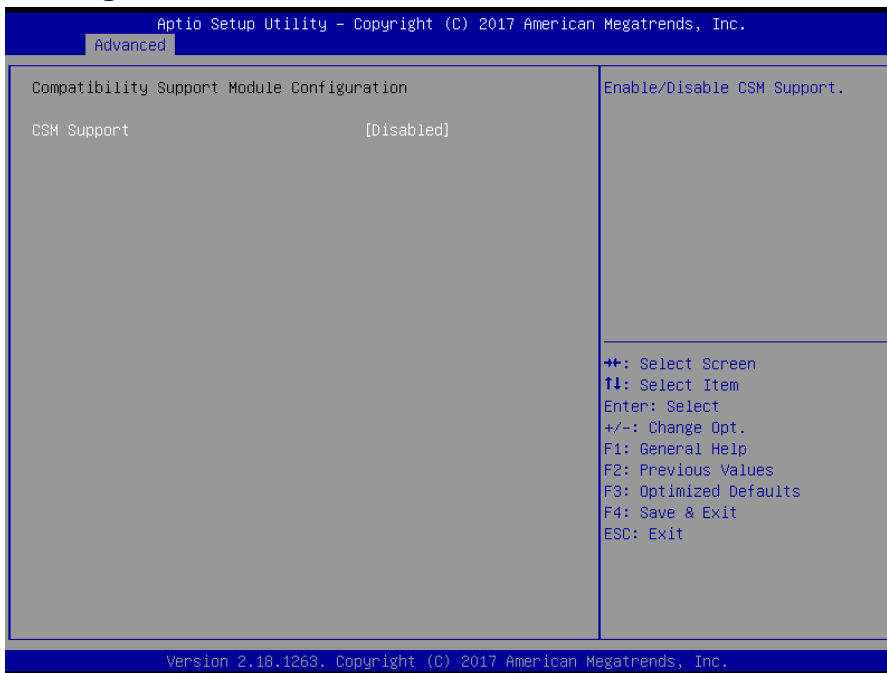 Aptio Setup Utility – Copyright (C) 2017 American Megatrends, Inc.
Advanced
Compatibility Support Module Configuration
CSM Support [Disabled]
Enable/Disable CSM Support.
→←: Select Screen
↑↓: Select Item
Enter: Select
+/-: Change Opt.
F1: General Help
F2: Previous Values
F3: Optimized Defaults
F4: Save & Exit
ESC: Exit
Version 2.18.1263. Copyright (C) 2017 American Megatrends, Inc.